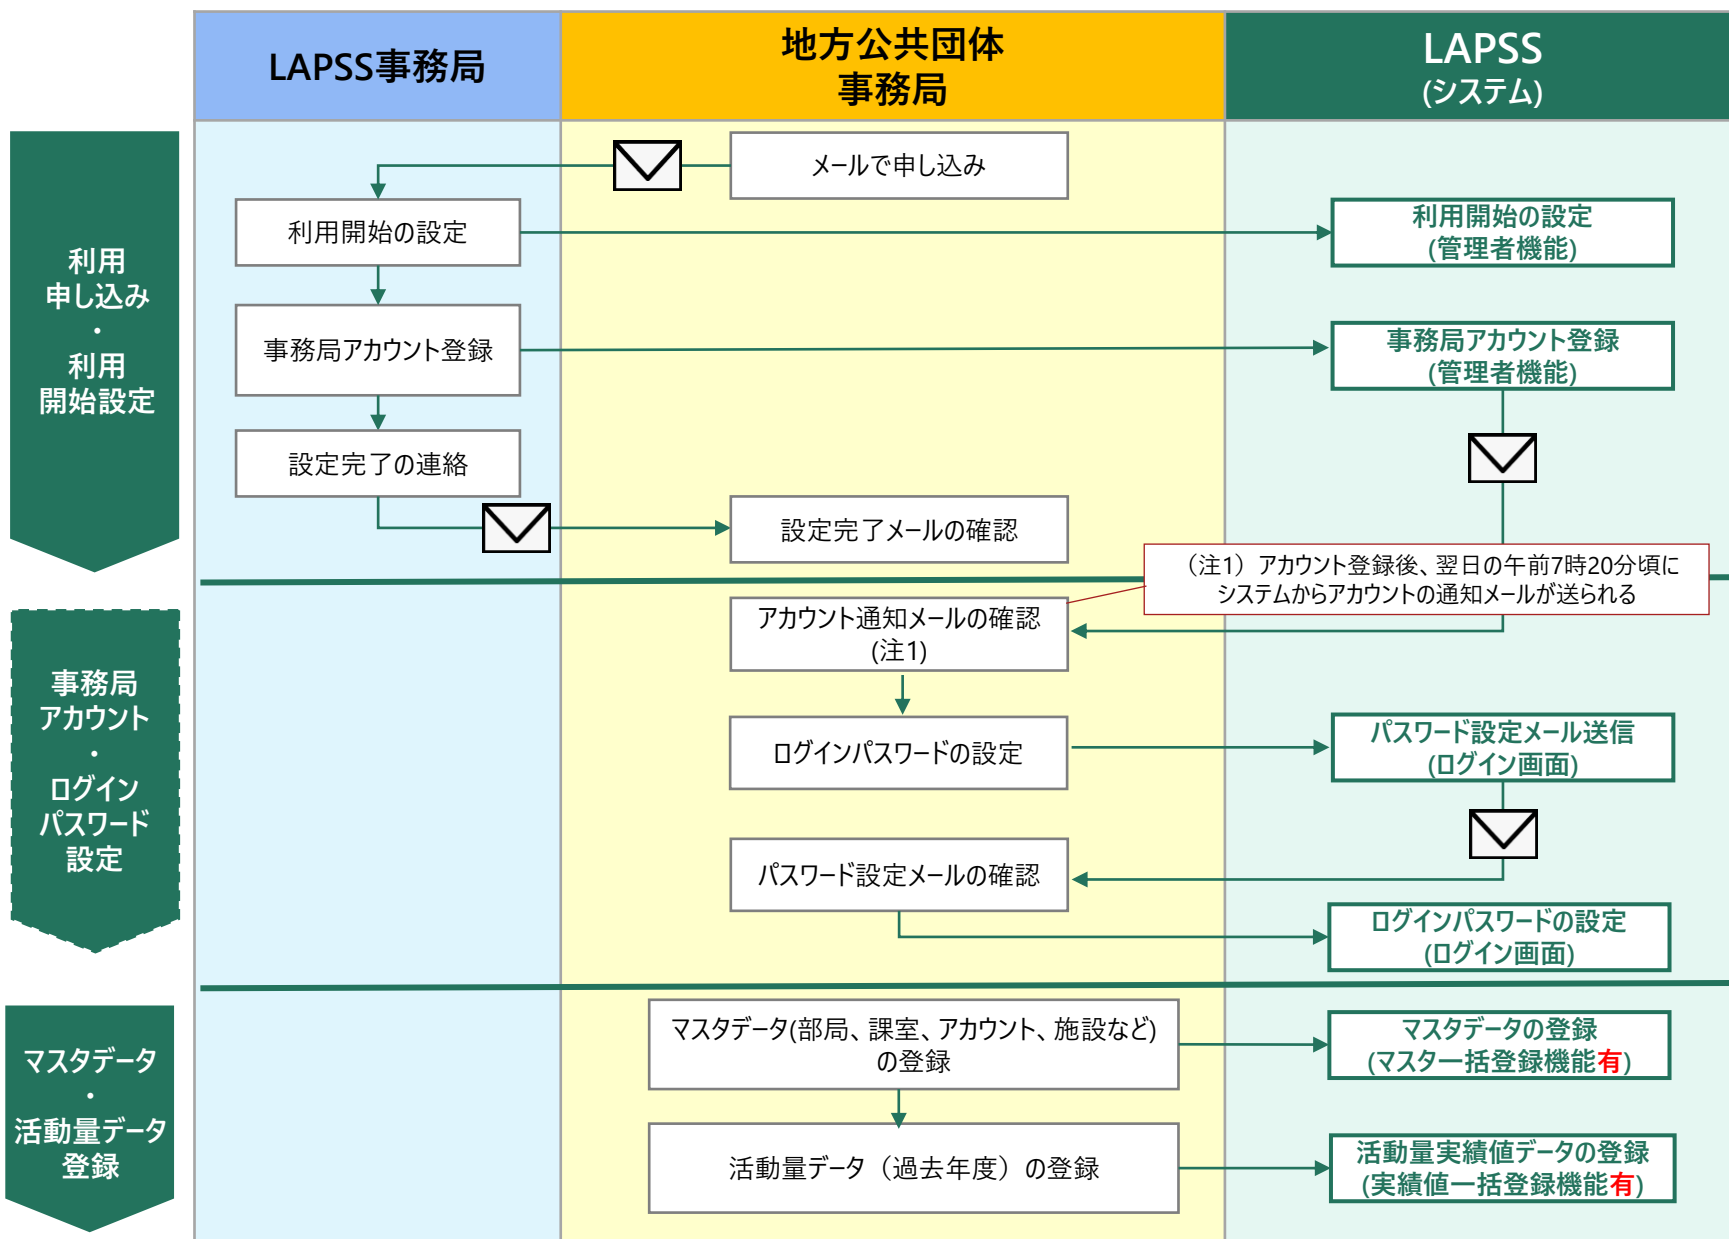 LAPSS事務局
地方公共団体
事務局
LAPSS
(システム)
利用
申し込み
・
利用
開始設定
メールで申し込み
利用開始の設定
利用開始の設定
(管理者機能)
事務局アカウント登録
事務局アカウント登録
(管理者機能)
設定完了の連絡
設定完了メールの確認
（注1）アカウント登録後、翌日の午前7時20分頃に
システムからアカウントの通知メールが送られる
事務局
アカウント
・
ログイン
パスワード
設定
アカウント通知メールの確認
(注1)
ログインパスワードの設定
パスワード設定メール送信
(ログイン画面)
パスワード設定メールの確認
ログインパスワードの設定
(ログイン画面)
マスタデータ
・
活動量データ
登録
マスタデータ(部局、課室、アカウント、施設など)
の登録
マスタデータの登録
(マスター括登録機能有)
活動量データ（過去年度）の登録
活動量実績値データの登録
(実績値一括登録機能有)